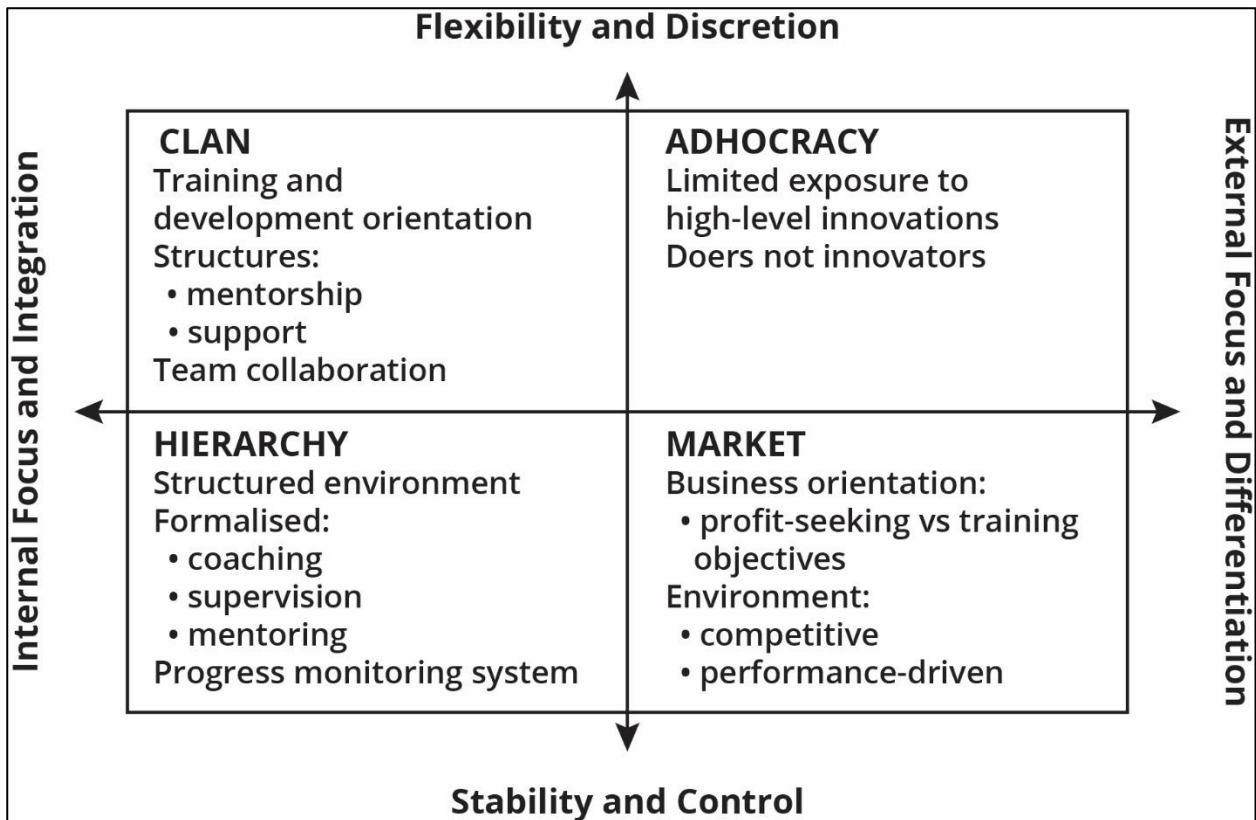 Flexibility and Discretion
Internal Focus and Integration
CLAN
Training and
development orientation
Structures:
• mentorship
• support
Team collaboration
ADHOCRACY
Limited exposure to
high-level innovations
Doers not innovators
HIERARCHY
Structured environment
Formalised:
• coaching
• supervision
• mentoring
Progress monitoring system
MARKET
Business orientation:
• profit-seeking vs training
objectives
Environment:
• competitive
• performance-driven
External Focus and Differentiation
Stability and Control